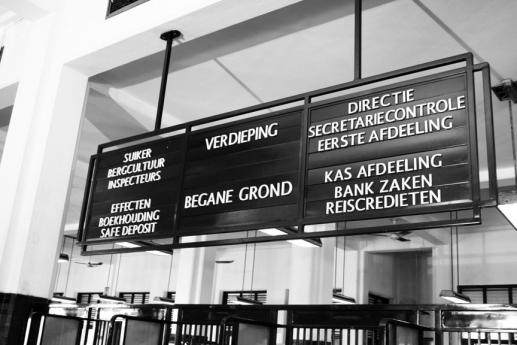 SUIKER
BERGCULTUUR
INSPECTEURS
EFFECTEN
BOEKHOUDING
SAFE DEPOSIT
VERDIEPING
BEGANE GROND
DIRECTIE
SECRETARIECONTROLE
EERSTE AFDEELING
KAS AFDEELING
BANK ZAKEN
REISCREDIETEN